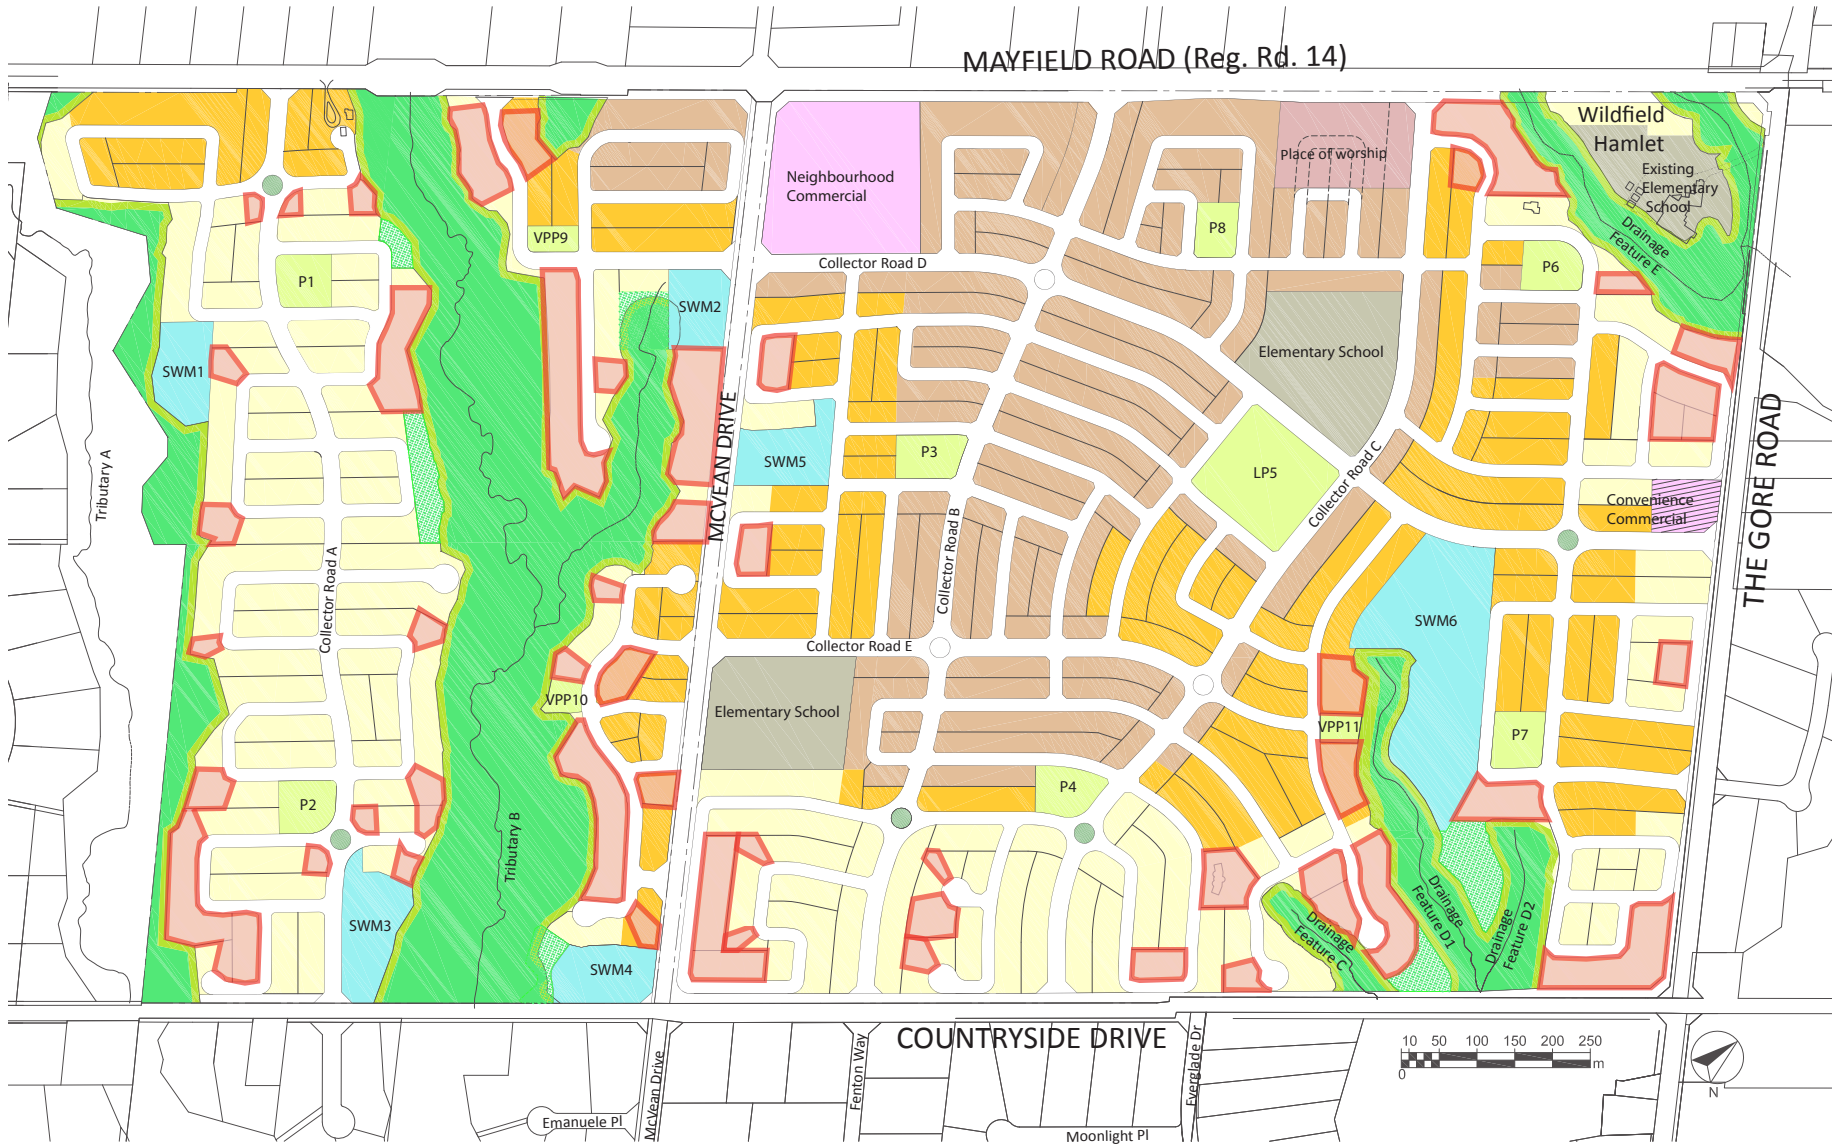 MAYFIELD ROAD (Reg. Rd. 14)
Wildfield
Hamlet
Existing
Elementary
School
Drainage
Feature E
Place of worship
Neighbourhood
Commercial
P8
VPP9
Collector Road D
P6
P1
SWM2
Elementary School
SWM1
MCVEAN DRIVE
THE GORE ROAD
P3
SWM5
LP5
Collector Road C
Tributary A
Convenience
Commercial
Collector Road B
Collector Road A
SWM6
Collector Road E
VPP10
Elementary School
VPP11
P7
P4
P2
Tributary B
SWM3
Drainage
Feature D1
Drainage
Feature D2
Drainage
Feature C
SWM4
COUNTRYSIDE DRIVE
10 50 100 150 200 250
m
0
N
McVean Drive
Fenton Way
Everglade Dr
Emanuele Pl
Moonlight Pl